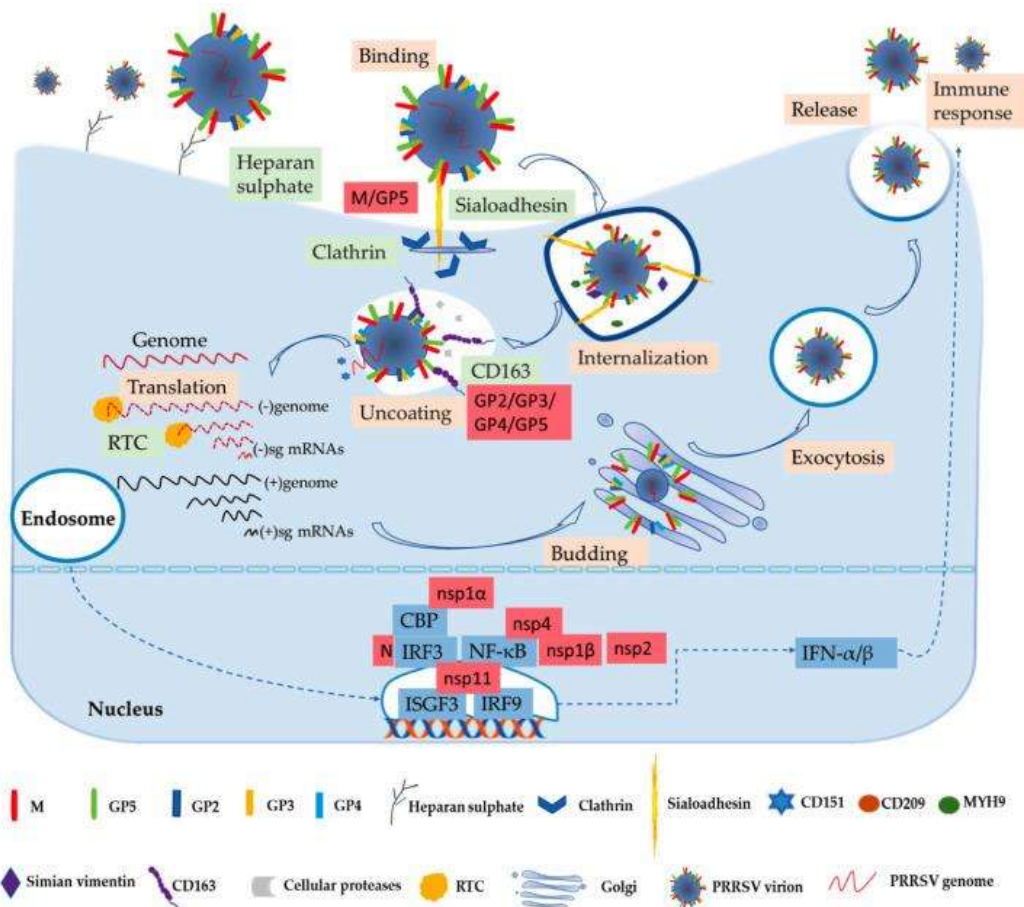 Binding
Release
Immune
response
Heparan
sulphate
M/GP5
Sialoadhesin
Clathrin
Internalization
Genome
Translation
(-)genome
RTC
(-)sg mRNAs
(+)genome
(+)sg mRNAs
Uncoating
CD163
GP2/GP3/
GP4/GP5
Exocytosis
Budding
Endosome
nsp1α
CBP
nsp4
N
IRF3
NF-κB
nsp1β
nsp2
nsp11
ISGF3
IRF9
IFN-α/β
Nucleus
M
GP5
GP2
GP3
GP4
Heparan sulphate
Clathrin
Sialoadhesin
CD151
CD209
MYH9
Simian vimentin
CD163
Cellular proteases
RTC
Golgi
PRRSV virion
PRRSV genome